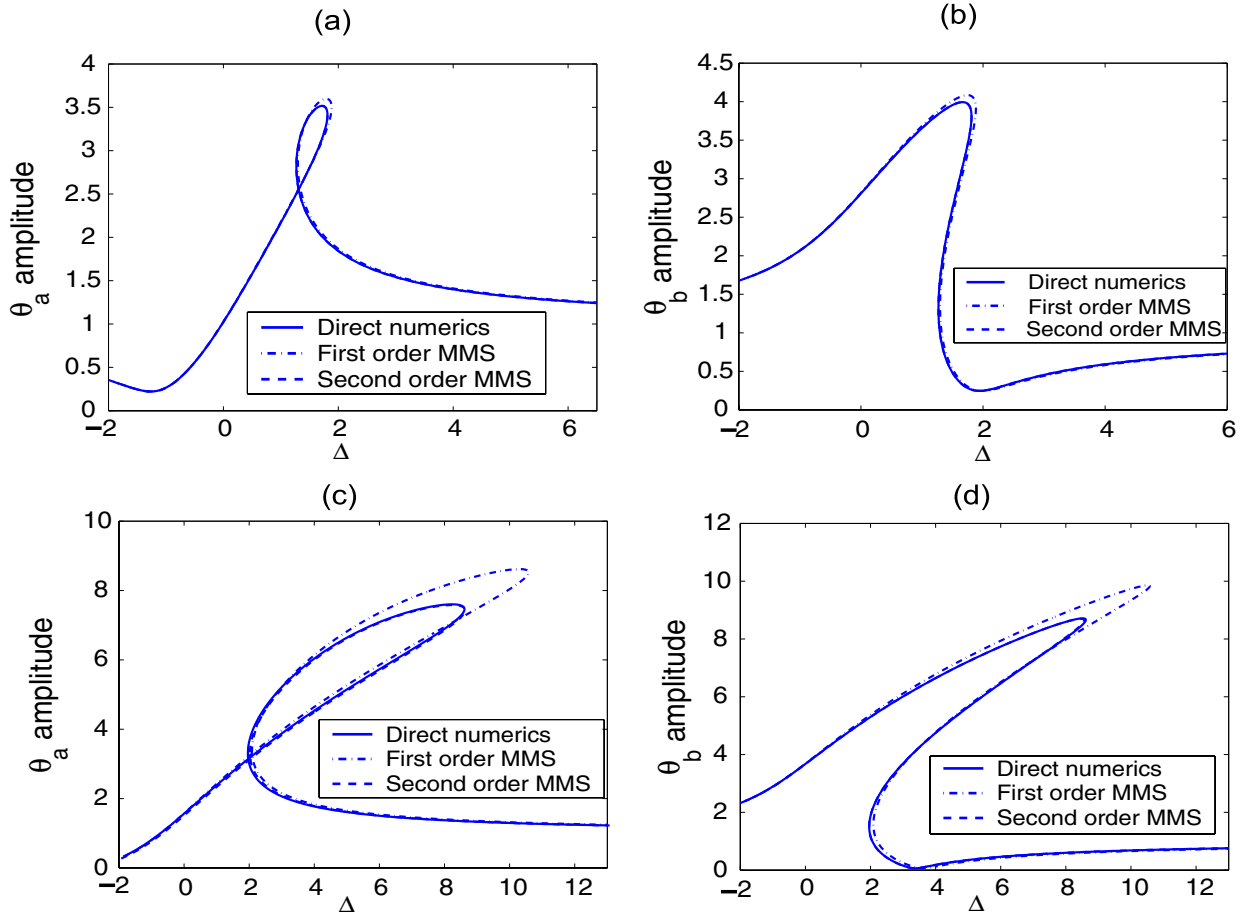 (a)
4
3.5
3
2.5
2
1.5
1
0.5
0
−2
0
2
4
6
Δ
θa amplitude
Direct numerics
First order MMS
Second order MMS
(b)
4.5
4
3.5
3
2.5
2
1.5
1
0.5
0
−2
0
2
4
6
Δ
θb amplitude
Direct numerics
First order MMS
Second order MMS
(c)
10
8
6
4
2
0
−2
0
2
4
6
8
10
12
Δ
θa amplitude
Direct numerics
First order MMS
Second order MMS
(d)
12
10
8
6
4
2
0
−2
0
2
4
6
8
10
12
Δ
θb amplitude
Direct numerics
First order MMS
Second order MMS